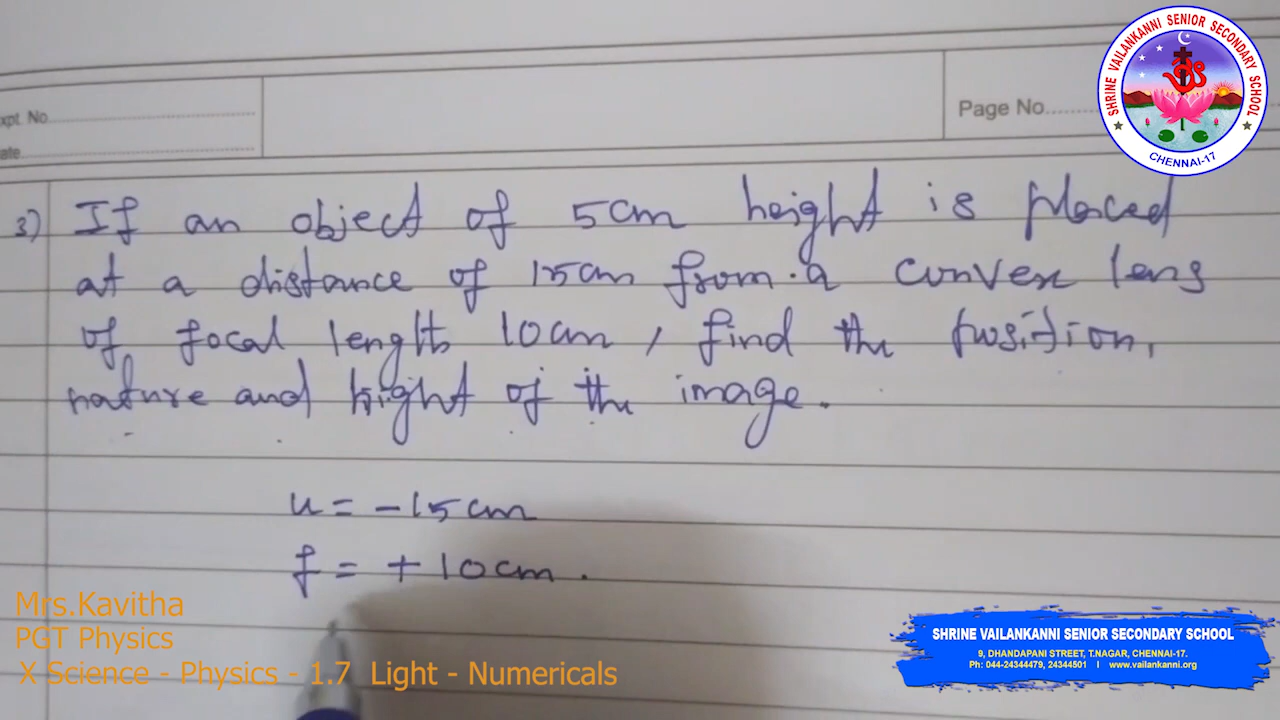 SHRINE VAILANKANNI SENIOR SECONDARY SCHOOL
CHENNAI-17
xpt. No.
Page No.
ate
3) If an object of 5cm height is placed
at a distance of 15cm from a convex lens
of focal length 10cm, find the position,
nature and hight of the image.
u = -15cm
f = +10cm.
Mrs.Kavitha
PGT Physics
X Science - Physics - 1.7 Light - Numericals
SHRINE VAILANKANNI SENIOR SECONDARY SCHOOL
9, DHANDAPANI STREET, T.NAGAR, CHENNAI-17.
Ph: 044-24344479, 24344501 I www.vailankanni.org